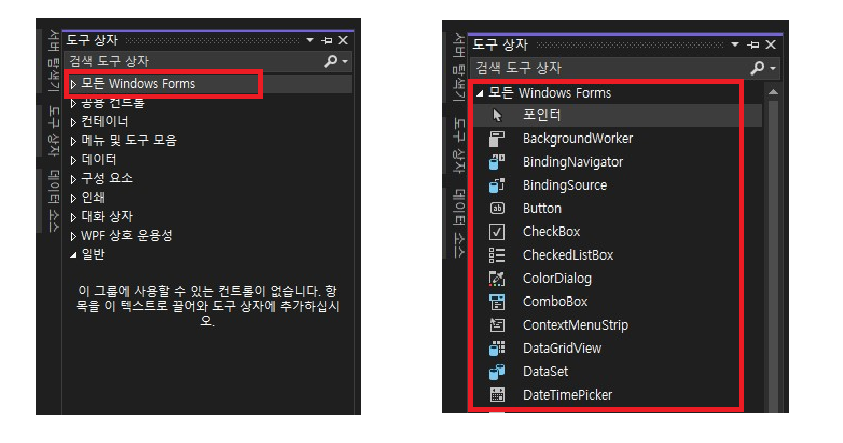 서버 탐색기
도구 상자
데이터 소스
도구 상자
검색 도구 상자
모든 Windows Forms
공용 컨트롤
컨테이너
메뉴 및 도구 모음
데이터
구성 요소
인쇄
대화 상자
WPF 상호 운용성
일반
이 그룹에 사용할 수 있는 컨트롤이 없습니다. 항
목을 이 텍스트로 끌어와 도구 상자에 추가하십시
오.
서버 탐색기
도구 상자
데이터 소스
도구 상자
검색 도구 상자
모든 Windows Forms
포인터
BackgroundWorker
BindingNavigator
BindingSource
Button
CheckBox
CheckedListBox
ColorDialog
ComboBox
ContextMenuStrip
DataGridView
DataSet
DateTimePicker